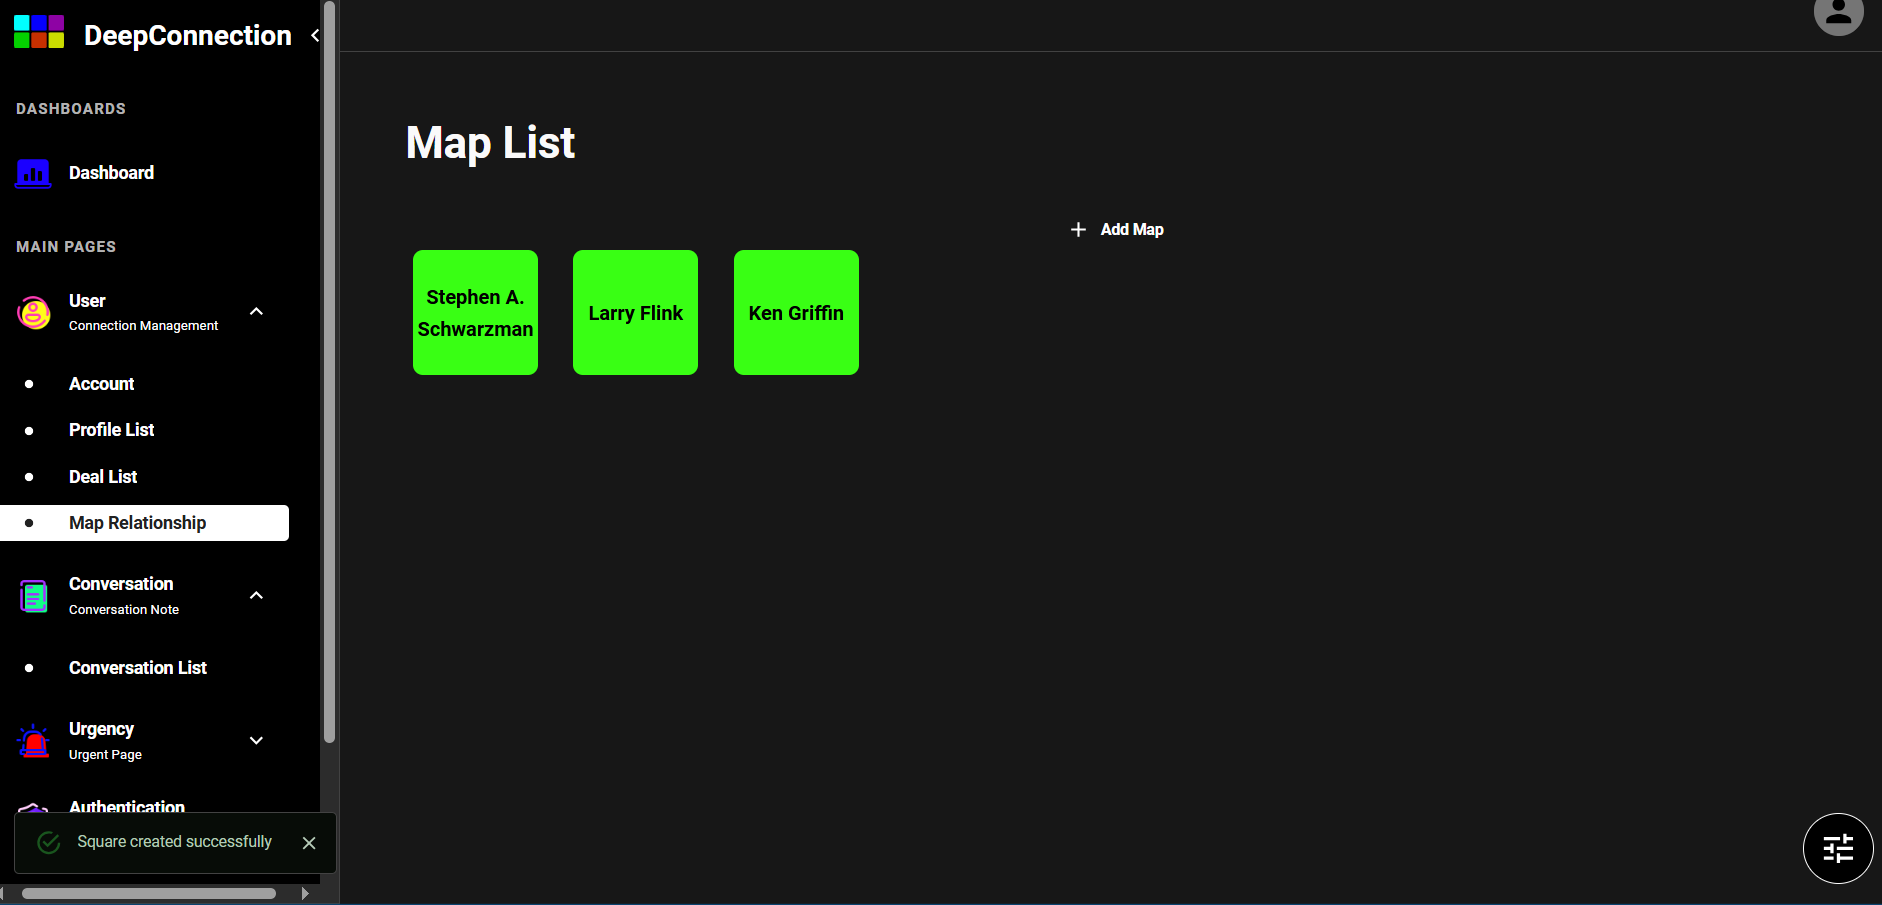 DeepConnection
DASHBOARDS
Dashboard
MAIN PAGES
User
Connection Management
Account
Profile List
Deal List
Map Relationship
Conversation
Conversation Note
Conversation List
Urgency
Urgent Page
Authentication
Square created successfully
Map List
Add Map
Stephen A.
Schwarzman
Larry Flink
Ken Griffin